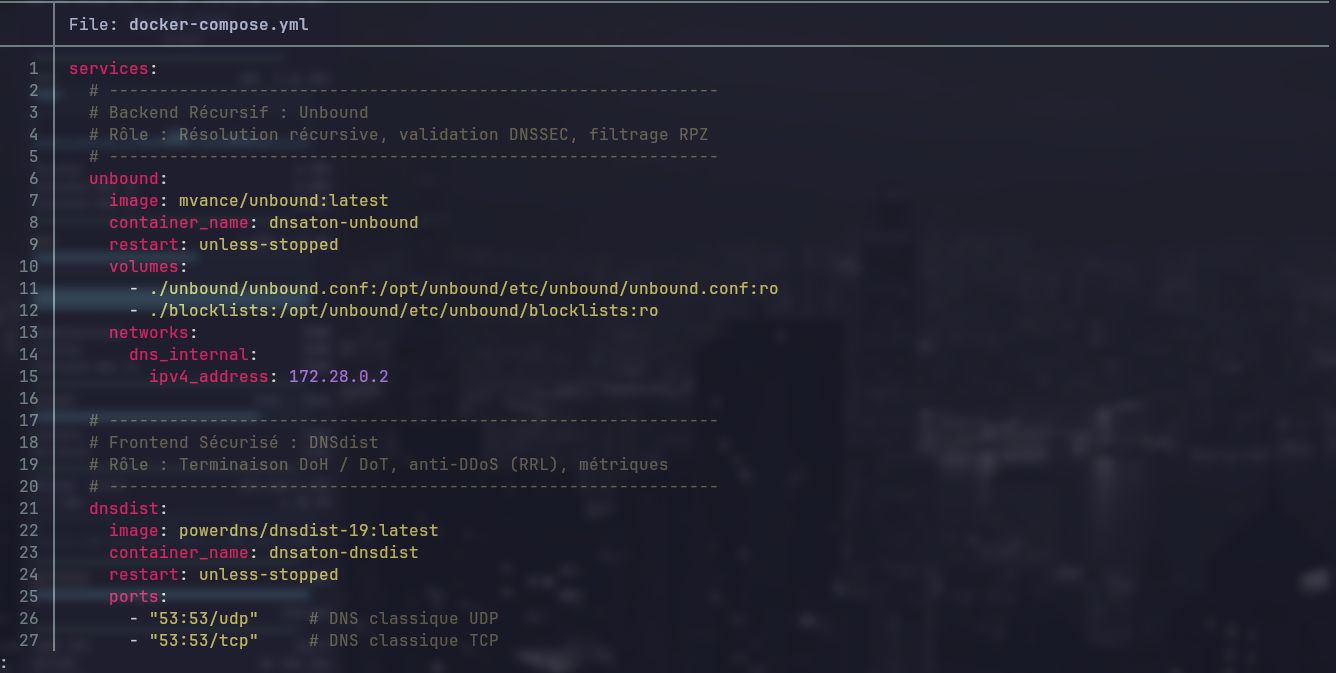 File: docker-compose.yml
1 services:
2   # -------------------------------------------------------------
3   # Backend Récursif : Unbound
4   # Rôle : Résolution récursive, validation DNSSEC, filtrage RPZ
5   # -------------------------------------------------------------
6   unbound:
7     image: mvance/unbound:latest
8     container_name: dnsaton-unbound
9     restart: unless-stopped
10     volumes:
11       - ./unbound/unbound.conf:/opt/unbound/etc/unbound/unbound.conf:ro
12       - ./blocklists:/opt/unbound/etc/unbound/blocklists:ro
13     networks:
14       dns_internal:
15         ipv4_address: 172.28.0.2
16
17   # -------------------------------------------------------------
18   # Frontend Sécurisé : DNSdist
19   # Rôle : Terminaison DoH / DoT, anti-DDoS (RRL), métriques
20   # -------------------------------------------------------------
21   dnsdist:
22     image: powerdns/dnsdist-19:latest
23     container_name: dnsaton-dnsdist
24     restart: unless-stopped
25     ports:
26       - "53:53/udp"     # DNS classique UDP
27       - "53:53/tcp"     # DNS classique TCP
: